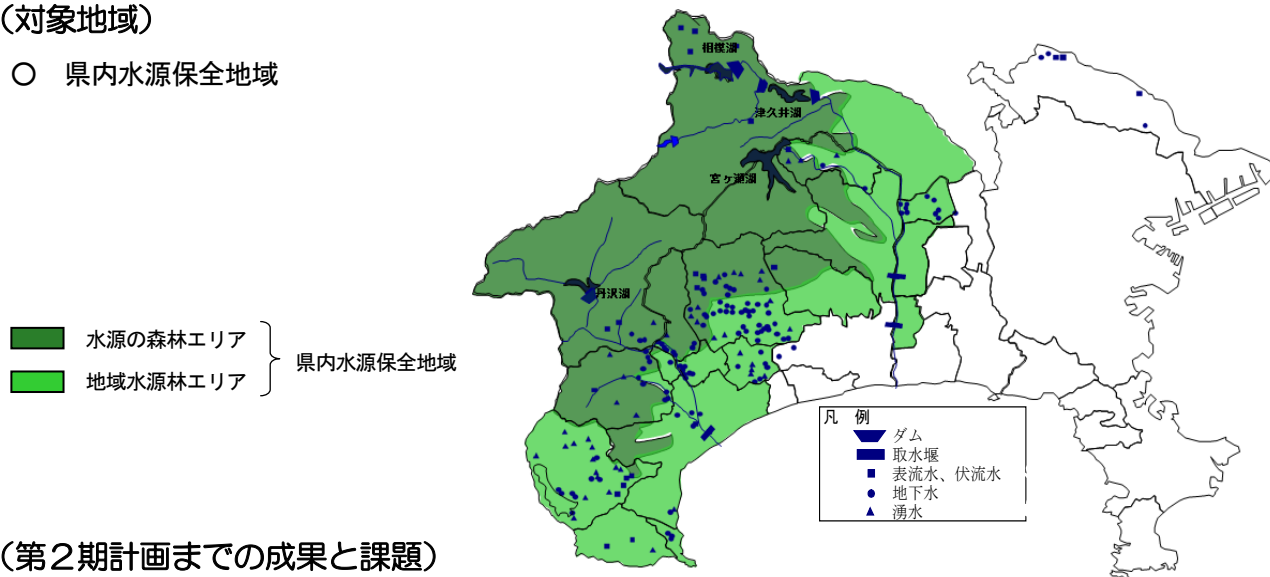 (対象地域)
○ 県内水源保全地域
相模湖
津久井湖
宮ヶ瀬湖
丹沢湖
水源の森林エリア
地域水源林エリア
県内水源保全地域
凡 例
ダム
取水堰
表流水、伏流水
地下水
湧水
(第2期計画までの成果と課題)